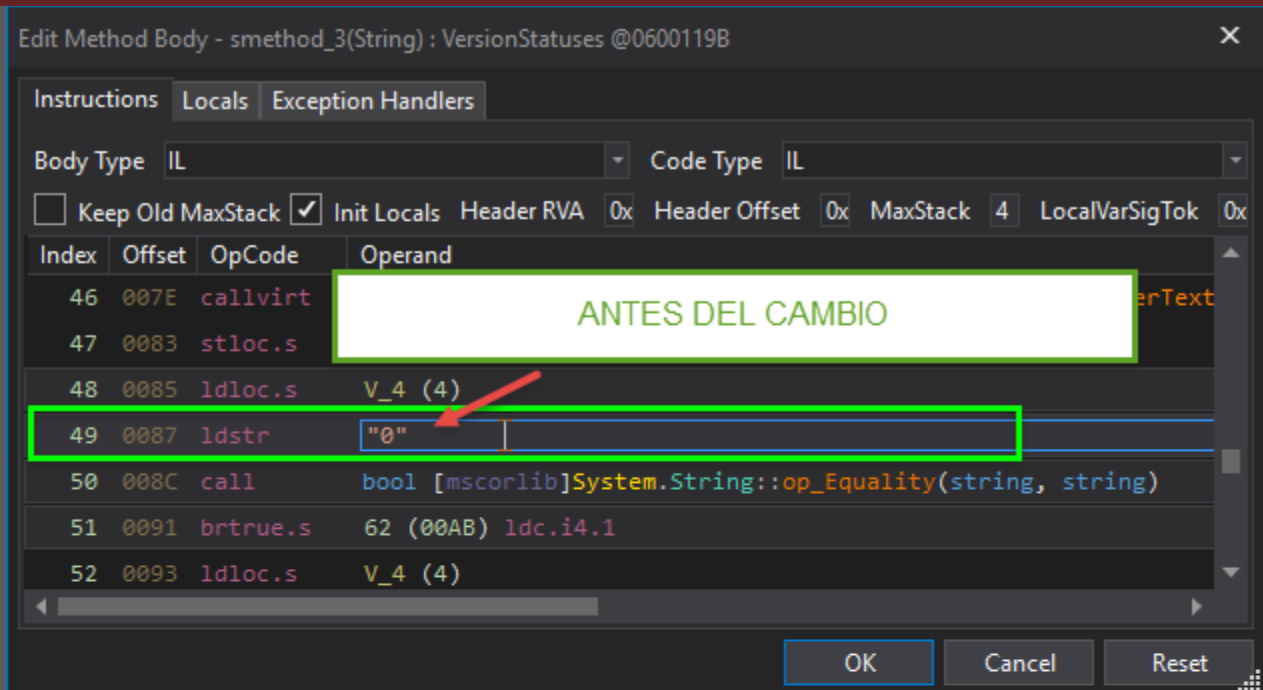 Edit Method Body - smethod_3(String) : VersionStatuses @0600119B
Instructions Locals Exception Handlers
Body Type IL Code Type IL
Keep Old MaxStack Init Locals Header RVA 0x Header Offset 0x MaxStack 4 LocalVarSigTok 0x
Index Offset OpCode Operand
46 007E callvirt erText
ANTES DEL CAMBIO
47 0083 stloc.s
48 0085 ldloc.s V_4 (4)
49 0087 ldstr "0"
50 008C call bool [mscorlib]System.String::op_Equality(string, string)
51 0091 brtrue.s 62 (00AB) ldc.i4.1
52 0093 ldloc.s V_4 (4)
OK Cancel Reset